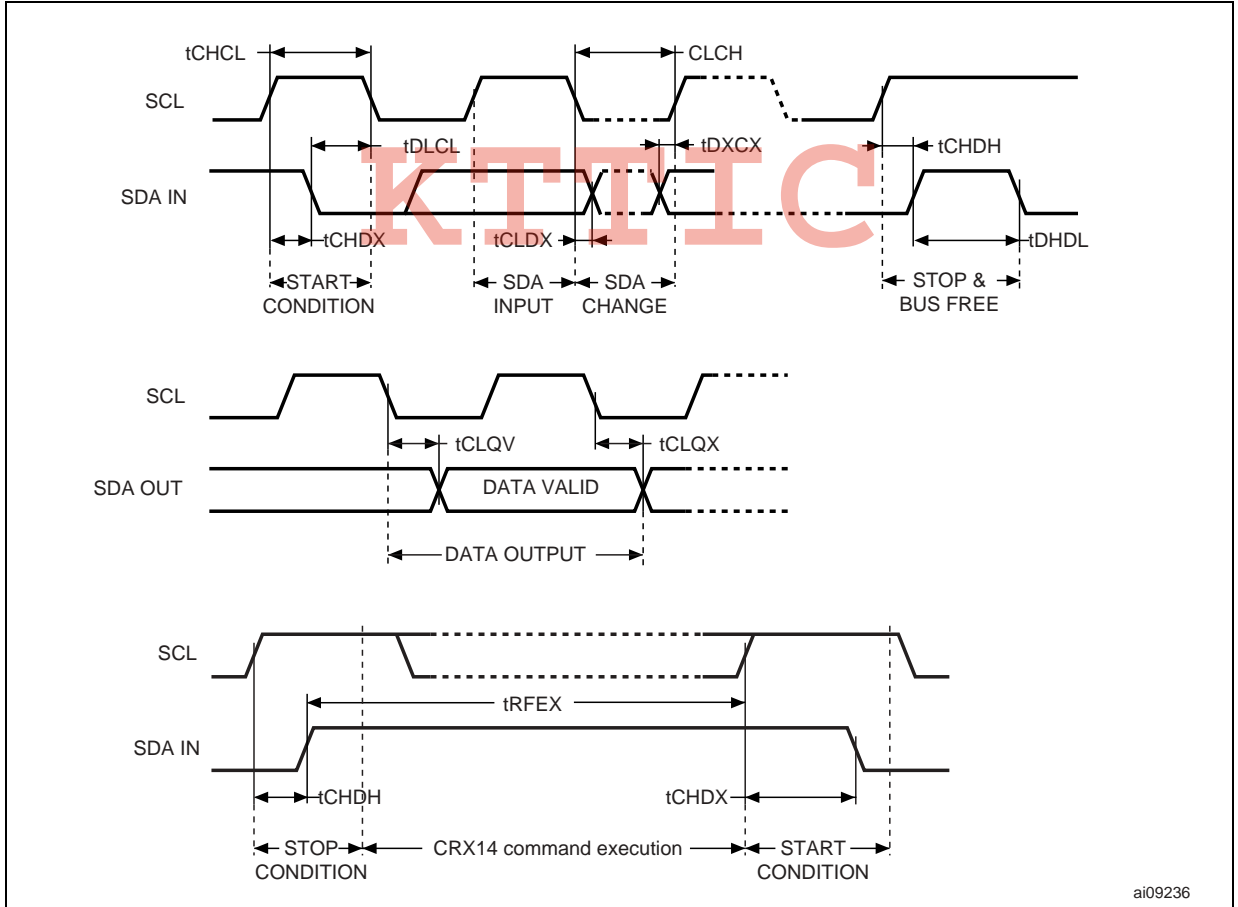 tCHCL
CLCH
SCL
tDLCL
tDXCX
tCHDH
KTTIC
SDA IN
tCHDX
tCLDX
tDHDL
START
CONDITION
SDA
INPUT
SDA
CHANGE
STOP &
BUS FREE
SCL
tCLQV
tCLQX
SDA OUT
DATA VALID
DATA OUTPUT
SCL
tRFEX
SDA IN
tCHDH
tCHDX
STOP
CONDITION
CRX14 command execution
START
CONDITION
ai09236